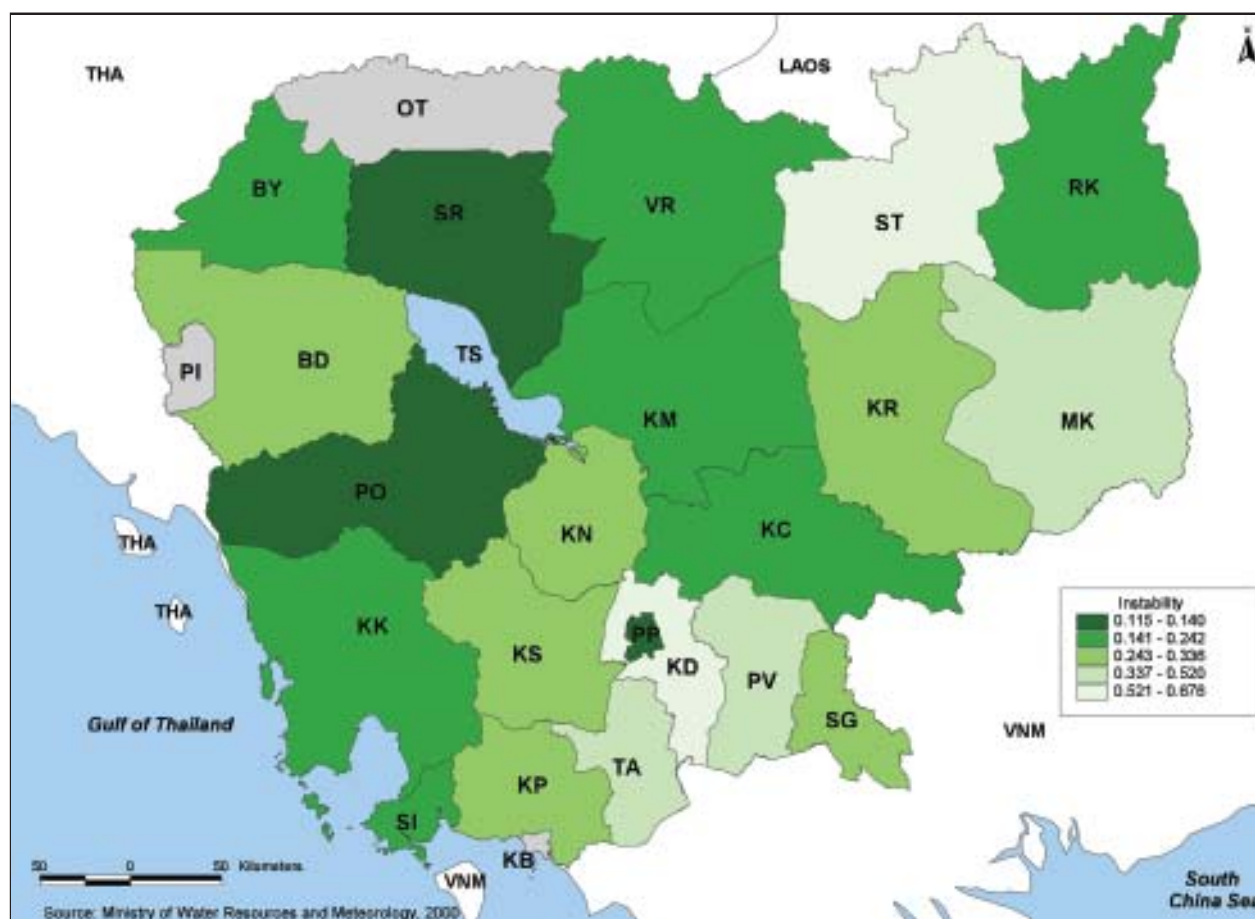 N
THA
LAOS
OT
BY
SR
VR
ST
RK
PI
BD
TS
KM
KR
MK
PO
KN
KC
THA
THA
KK
KS
PP
KD
PV
SG
Instability
0.115 - 0.140
0.141 - 0.242
0.243 - 0.336
0.337 - 0.520
0.521 - 0.676
Gulf of Thailand
VNM
TA
KP
SI
KB
VNM
50 0 50 Kilometers
South
China Sea
Source: Ministry of Water Resources and Meteorology, 2000